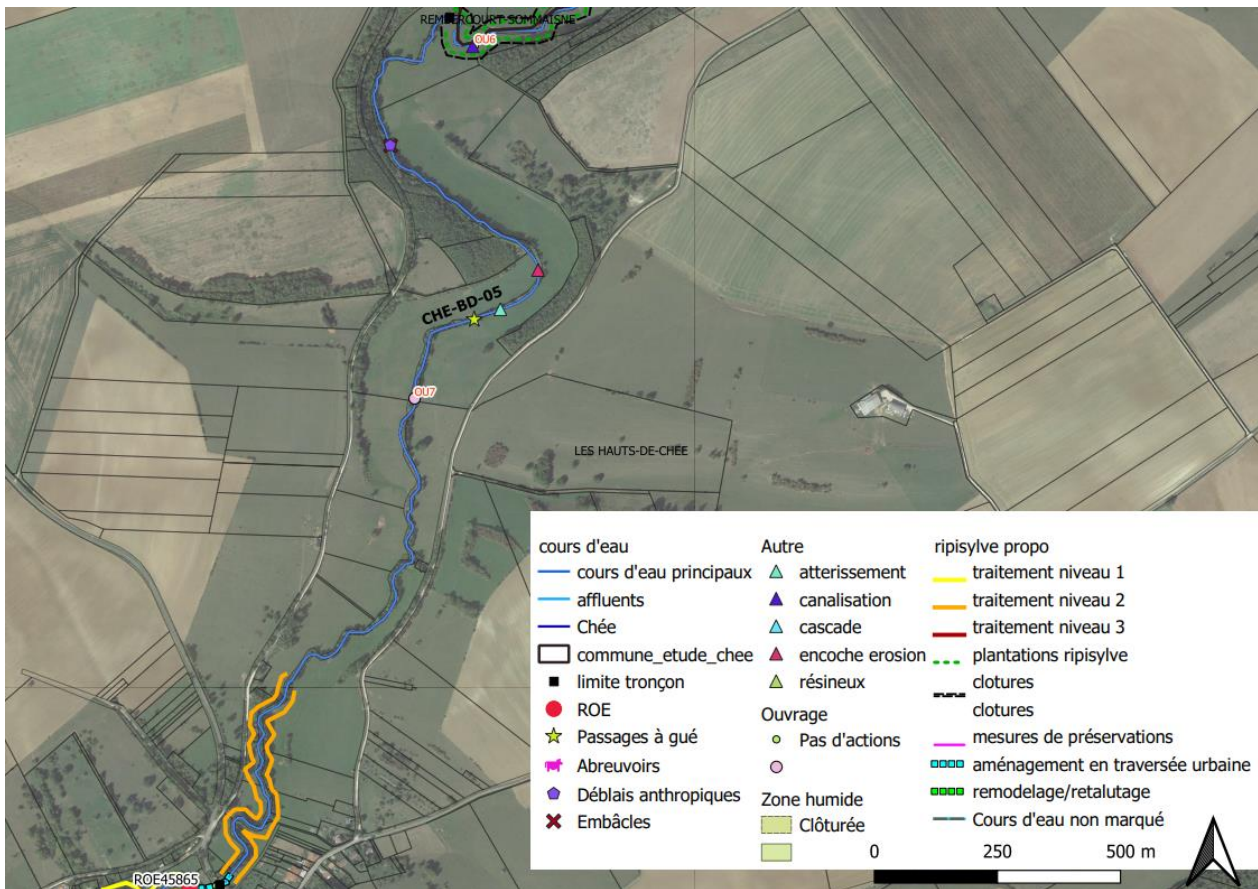 REMBERCOURT-SOMMAISNE
OU6
CHE-BD-05
OU7
LES HAUTS-DE-CHÉE
ROE45865
cours d'eau
cours d'eau principaux
affluents
Chée
commune_etude_chee
limite tronçon
ROE
Passages à gué
Abreuvoirs
Déblais anthropiques
Embâcles
Autre
atterissement
canalisation
cascade
encoche erosion
résineux
Ouvrage
Pas d'actions
Zone humide
Clôturée
ripisylve propo
traitement niveau 1
traitement niveau 2
traitement niveau 3
plantations ripisylve
clotures
clotures
mesures de préservations
aménagement en traversée urbaine
remodelage/retalutage
Cours d'eau non marqué
0 250 500 m